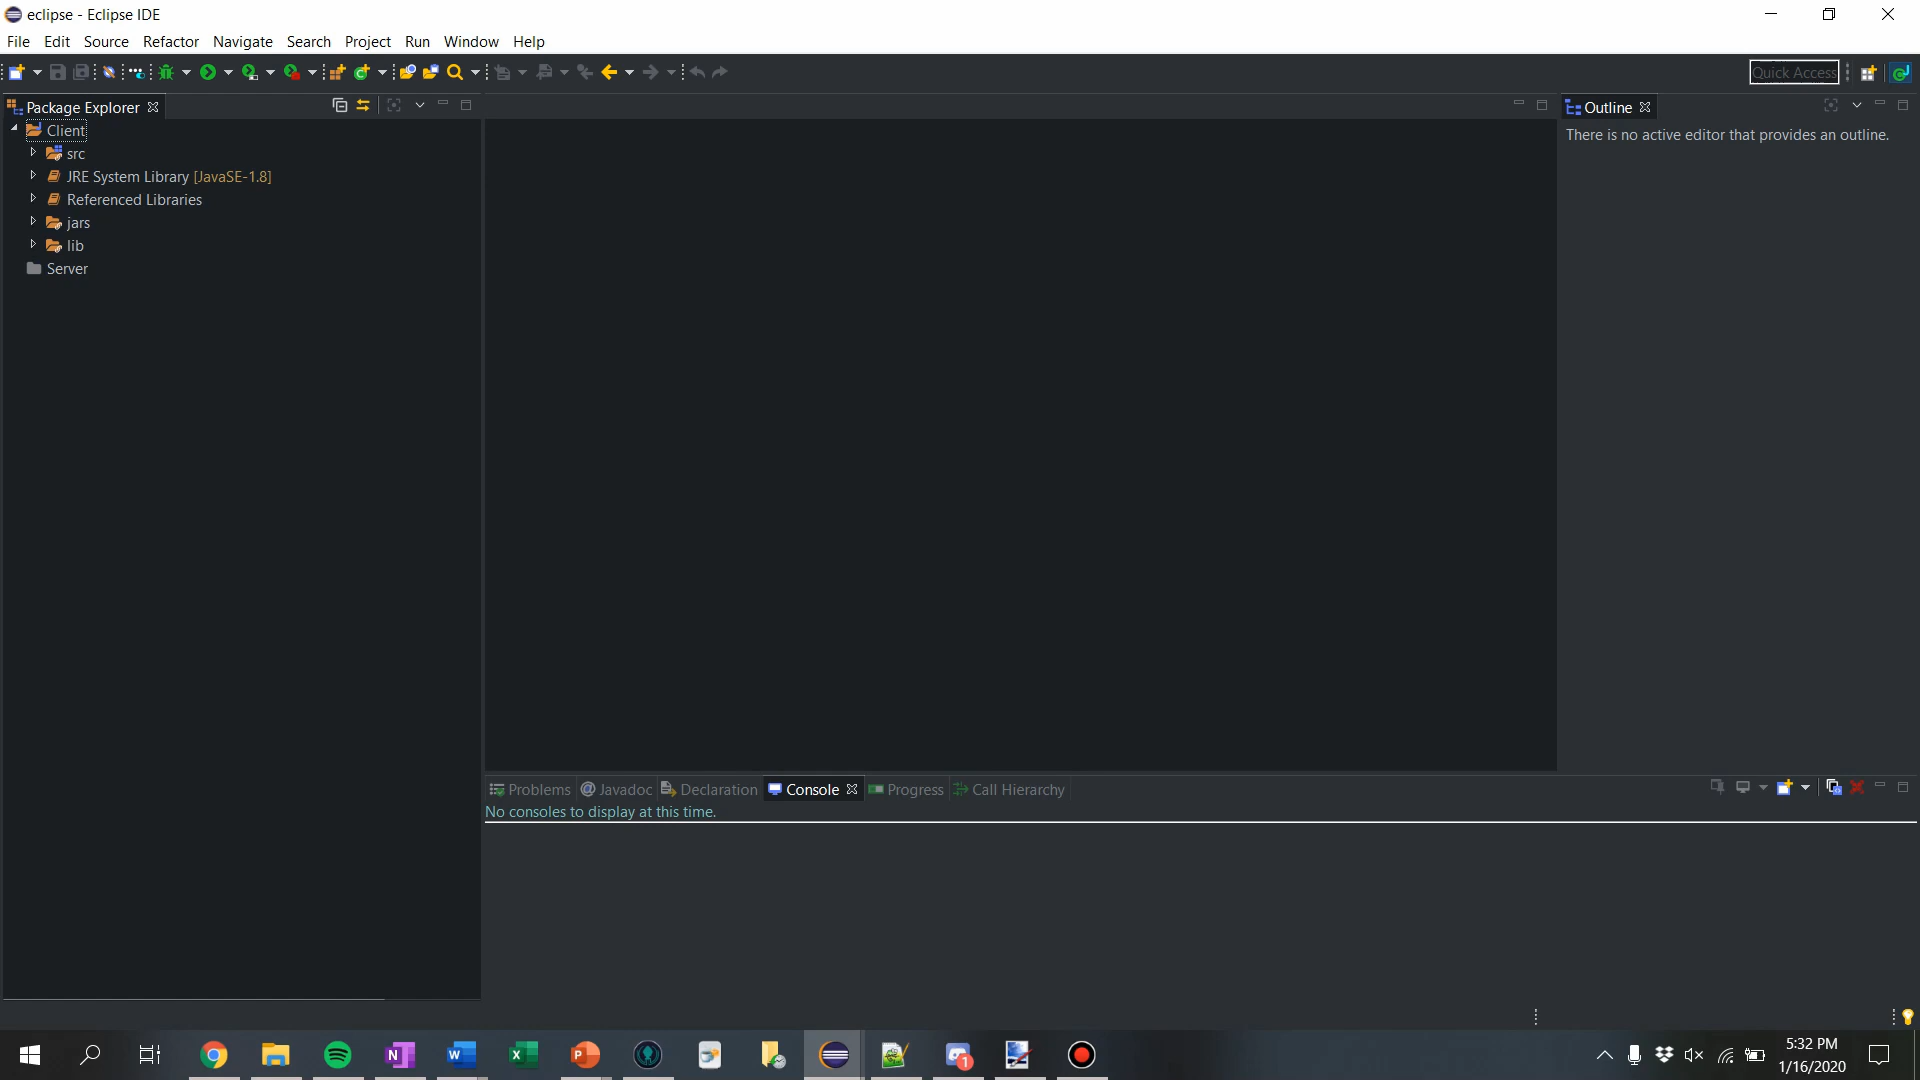 eclipse - Eclipse IDE
File Edit Source Refactor Navigate Search Project Run Window Help
Quick Access
Package Explorer
Outline
Client
There is no active editor that provides an outline.
src
JRE System Library [JavaSE-1.8]
Referenced Libraries
jars
lib
Server
Problems @ Javadoc Declaration Console Progress Call Hierarchy
No consoles to display at this time.
5:32 PM
1/16/2020